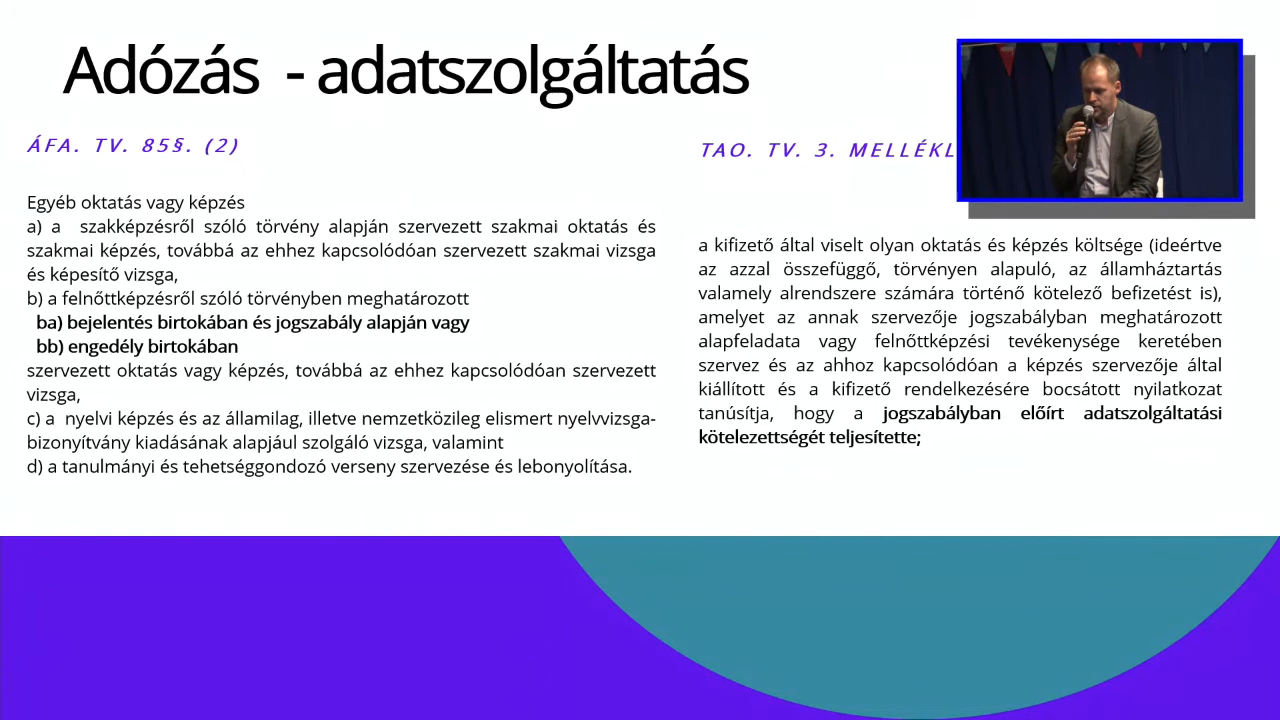 Adózás - adatszolgáltatás
ÁFA. TV. 85§. (2)
Egyéb oktatás vagy képzés
a) a szakképzésről szóló törvény alapján szervezett szakmai oktatás és
szakmai képzés, továbbá az ehhez kapcsolódóan szervezett szakmai vizsga
és képesítő vizsga,
b) a felnőttképzésről szóló törvényben meghatározott
ba) bejelentés birtokában és jogszabály alapján vagy
bb) engedély birtokában
szervezett oktatás vagy képzés, továbbá az ehhez kapcsolódóan szervezett
vizsga,
c) a nyelvi képzés és az államilag, illetve nemzetközileg elismert nyelvvizsga-
bizonyítvány kiadásának alapjául szolgáló vizsga, valamint
d) a tanulmányi és tehetséggondozó verseny szervezése és lebonyolítása.
TAO. TV. 3. MELLÉKL
a kifizető által viselt olyan oktatás és képzés költsége (ideértve
az azzal összefüggő, törvényen alapuló, az államháztartás
valamely alrendszere számára történő kötelező befizetést is),
amelyet az annak szervezője jogszabályban meghatározott
alapfeladata vagy felnőttképzési tevékenysége keretében
szervez és az ahhoz kapcsolódóan a képzés szervezője által
kiállított és a kifizető rendelkezésére bocsátott nyilatkozat
tanúsítja, hogy a jogszabályban előírt adatszolgáltatási
kötelezettségét teljesítette;